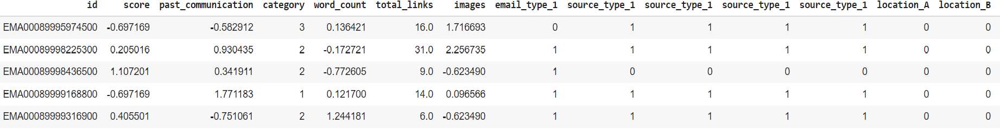 id score past_communication category word_count total_links images email_type_1 source_type_1 source_type_1 source_type_1 source_type_1 location_A location_B
EMA00089995974500 -0.697169 -0.582912 3 0.136421 16.0 1.716693 0 1 1 1 1 0 0
EMA00089998225300 0.205016 0.930435 2 -0.172721 31.0 2.256735 1 1 1 1 1 0 0
EMA00089998436500 1.107201 0.341911 2 -0.772605 9.0 -0.623490 1 0 0 0 0 0 0
EMA00089999168800 -0.697169 1.771183 1 0.121700 14.0 0.096566 1 1 1 1 1 0 0
EMA00089999316900 0.405501 -0.751061 2 1.244181 6.0 -0.623490 1 1 1 1 1 0 0